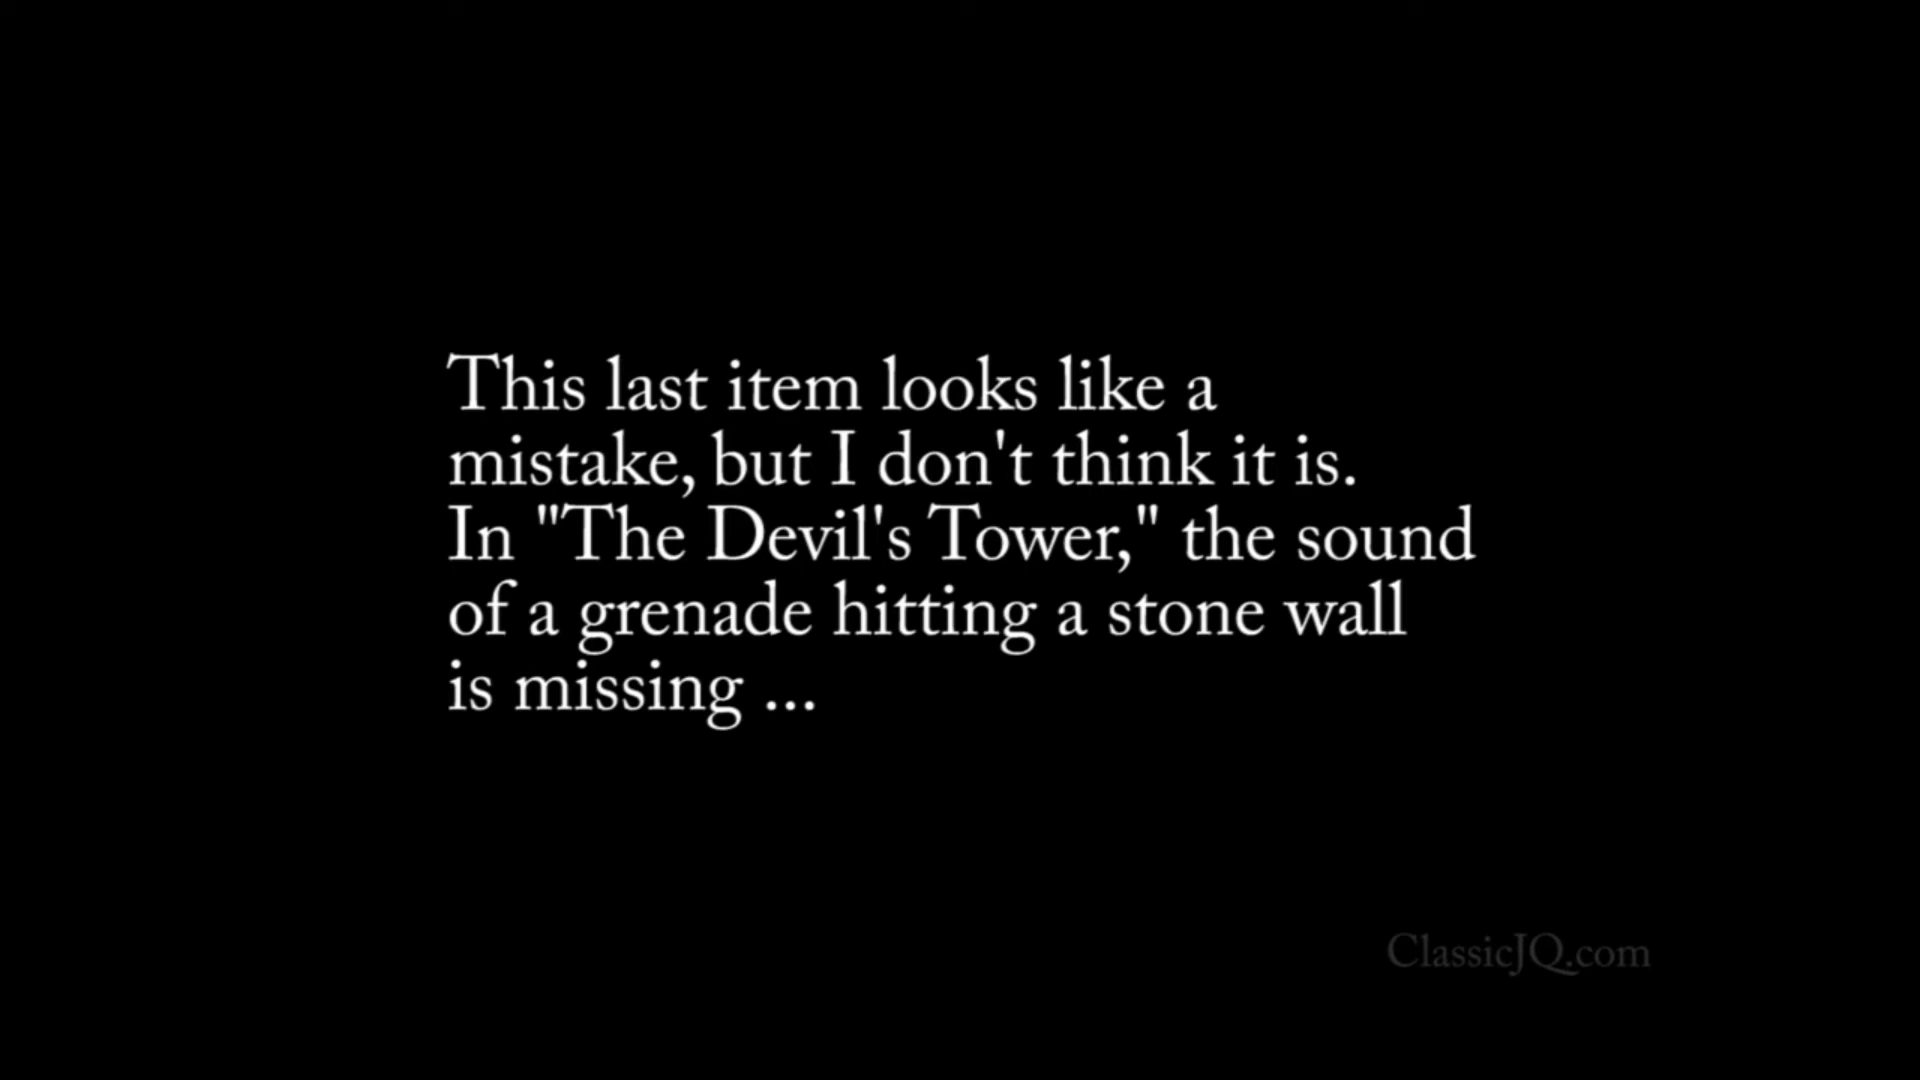 This last item looks like a
mistake, but I don't think it is.
In "The Devil's Tower," the sound
of a grenade hitting a stone wall
is missing ...
ClassicJQ.com